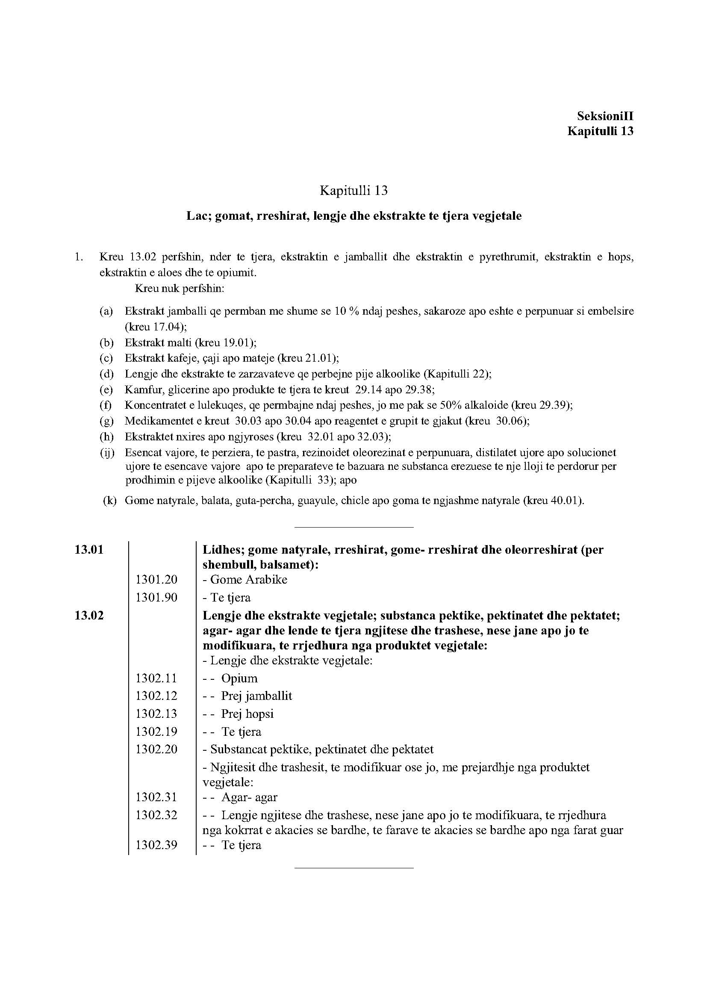 SeksioniII
Kapitulli 13
Kapitulli 13
Lac; gomat, rreshirat, lengje dhe ekstrakte te tjera vegjetale
1. Kreu 13.02 perfshin, nder te tjera, ekstraktin e jamballit dhe ekstraktin e pyrethrumit, ekstraktin e hops,
ekstraktin e aloes dhe te opiumit.
Kreu nuk perfshin:
(a) Ekstrakt jamballi qe permban me shume se 10 % ndaj peshes, sakaroze apo eshte e perpunuar si embelsire
(kreu 17.04);
(b) Ekstrakt malti (kreu 19.01);
(c) Ekstrakt kafeje, çaji apo mateje (kreu 21.01);
(d) Lengje dhe ekstrakte te zarzavateve qe perbejne pije alkoolike (Kapitulli 22);
(e) Kamfur, glicerine apo produkte te tjera te kreut 29.14 apo 29.38;
(f) Koncentratet e lulekuqes, qe permbajne ndaj peshes, jo me pak se 50% alkaloide (kreu 29.39);
(g) Medikamentet e kreut 30.03 apo 30.04 apo reagentet e grupit te gjakut (kreu 30.06);
(h) Ekstraktet nxires apo ngjyroses (kreu 32.01 apo 32.03);
(ij) Esencat vajore, te perziera, te pastra, rezinoidet oleorezinat e perpunuara, distilatet ujore apo solucionet
ujore te esencave vajore apo te preparateve te bazuara ne substanca erezuese te nje lloji te perdorur per
prodhimin e pijeve alkoolike (Kapitulli 33); apo
(k) Gome natyrale, balata, guta-percha, guayule, chicle apo goma te ngjashme natyrale (kreu 40.01).
13.01 Lidhes; gome natyrale, rreshirat, gome- rreshirat dhe oleorreshirat (per
shembull, balsamet):
1301.20 - Gome Arabike
1301.90 - Te tjera
13.02 Lengje dhe ekstrakte vegjetale; substanca pektike, pektinatet dhe pektatet;
agar- agar dhe lende te tjera ngjitese dhe trashese, nese jane apo jo te
modifikuara, te rrjedhura nga produktet vegjetale:
- Lengje dhe ekstrakte vegjetale:
1302.11 - - Opium
1302.12 - - Prej jamballit
1302.13 - - Prej hopsi
1302.19 - - Te tjera
1302.20 - Substancat pektike, pektinatet dhe pektatet
- Ngjitesit dhe trashesit, te modifikuar ose jo, me prejardhje nga produktet
vegjetale:
1302.31 - - Agar- agar
1302.32 - - Lengje ngjitese dhe trashese, nese jane apo jo te modifikuara, te rrjedhura
nga kokrrat e akacies se bardhe, te farave te akacies se bardhe apo nga farat guar
1302.39 - - Te tjera